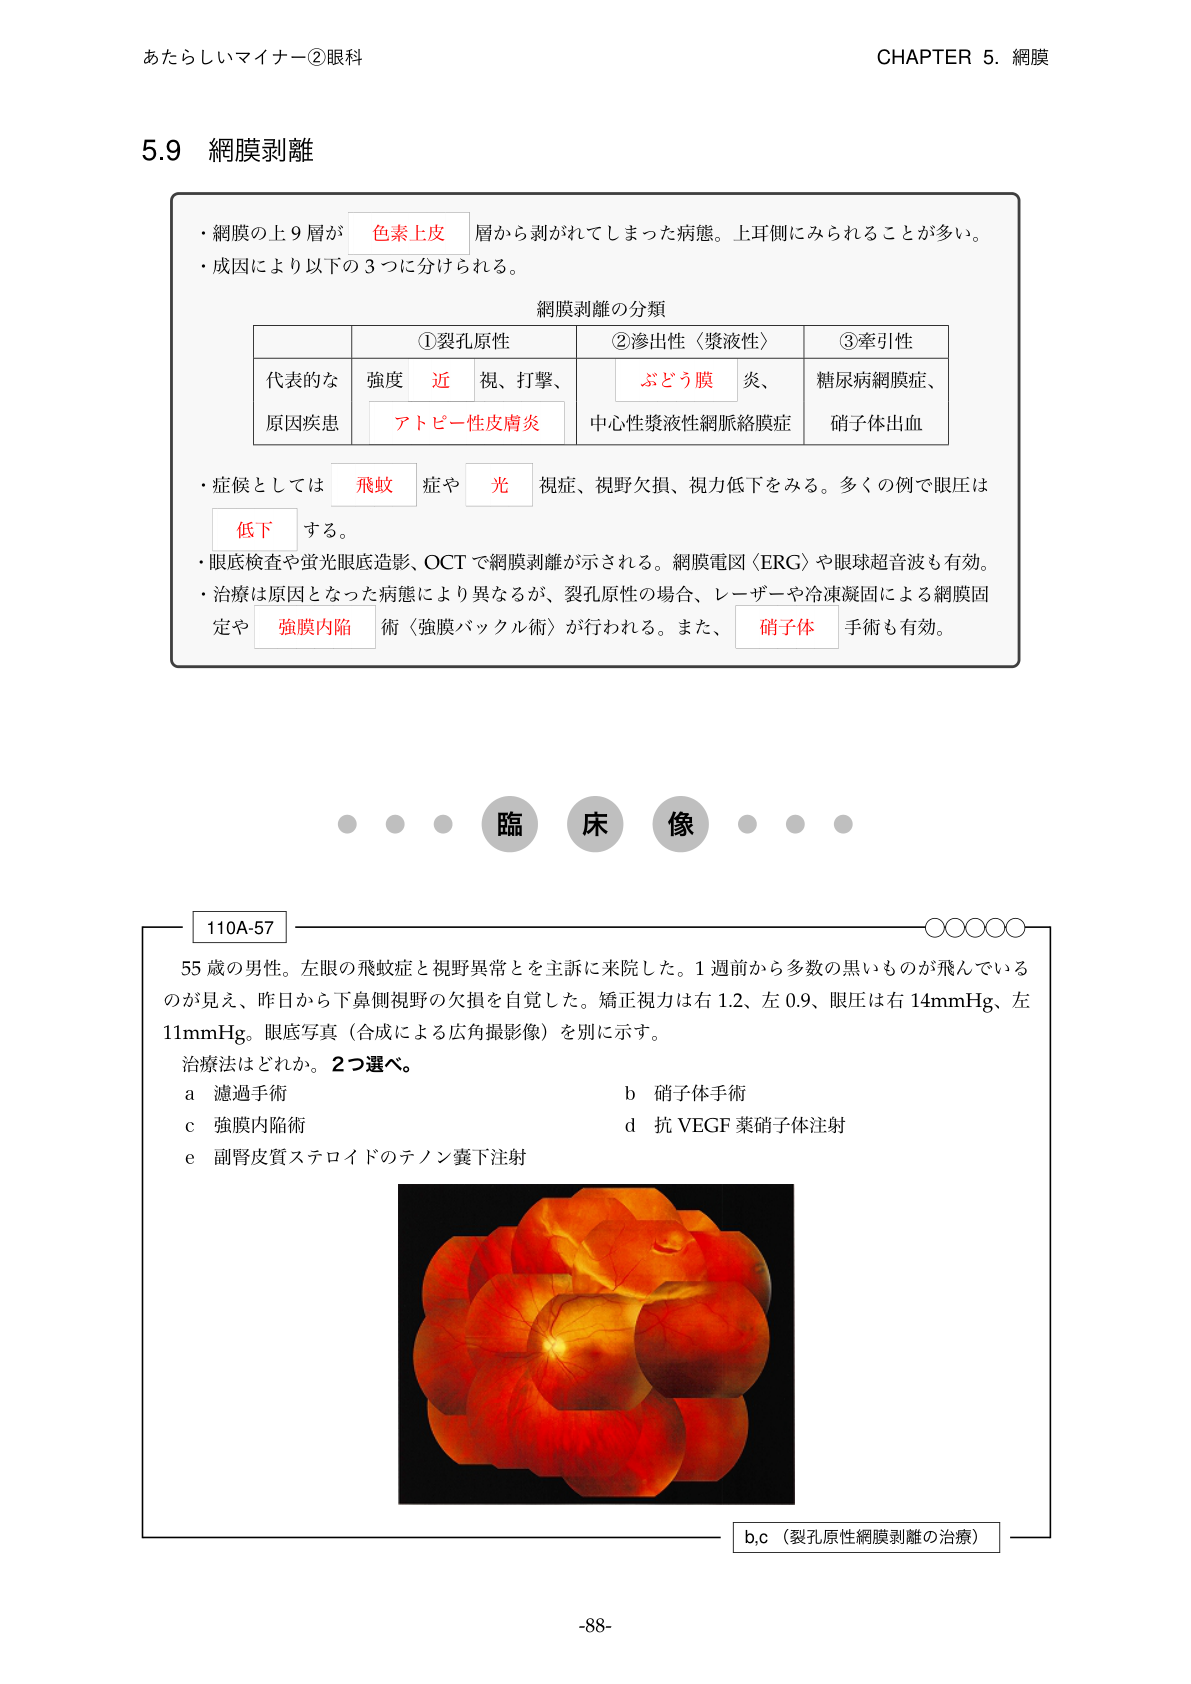 あたらしいマイナー②眼科 CHAPTER 5. 網膜
5.9 網膜剥離
・網膜の上 9 層が 色素上皮 層から剥がれてしまった病態。上耳側にみられることが多い。
・成因により以下の 3 つに分けられる。
網膜剥離の分類
①裂孔原性 ②滲出性〈漿液性〉 ③牽引性
代表的な 強度 近 視、打撃、 ぶどう膜 炎、 糖尿病網膜症、
原因疾患 アトピー性皮膚炎 中心性漿液性網脈絡膜症 硝子体出血
・症候としては 飛蚊 症や 光 視症、視野欠損、視力低下をみる。多くの例で眼圧は
低下 する。
・眼底検査や蛍光眼底造影、OCT で網膜剥離が示される。網膜電図〈ERG〉や眼球超音波も有効。
・治療は原因となった病態により異なるが、裂孔原性の場合、レーザーや冷凍凝固による網膜固
定や 強膜内陥 術〈強膜バックル術〉が行われる。また、 硝子体 手術も有効。
臨床像
110A-57
55 歳の男性。左眼の飛蚊症と視野異常とを主訴に来院した。1 週前から多数の黒いものが飛んでいる
のが見え、昨日から下鼻側視野の欠損を自覚した。矯正視力は右 1.2、左 0.9、眼圧は右 14mmHg、左
11mmHg。眼底写真（合成による広角撮影像）を別に示す。
治療法はどれか。2つ選べ。
a 濾過手術 b 硝子体手術
c 強膜内陥術 d 抗 VEGF 薬硝子体注射
e 副腎皮質ステロイドのテノン嚢下注射
b,c （裂孔原性網膜剥離の治療）
-88-